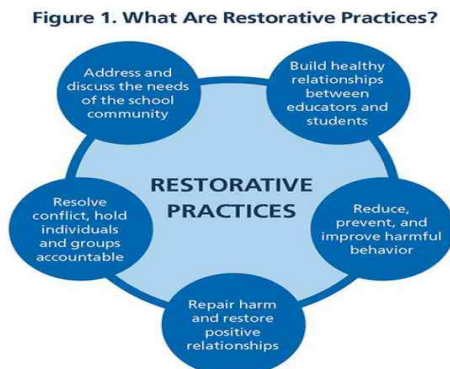 Figure 1. What Are Restorative Practices?
Address and
discuss the needs
of the school
community
Build healthy
relationships
between
educators and
students
RESTORATIVE
PRACTICES
Resolve
conflict, hold
individuals
and groups
accountable
Reduce,
prevent, and
improve harmful
behavior
Repair harm
and restore
positive
relationships